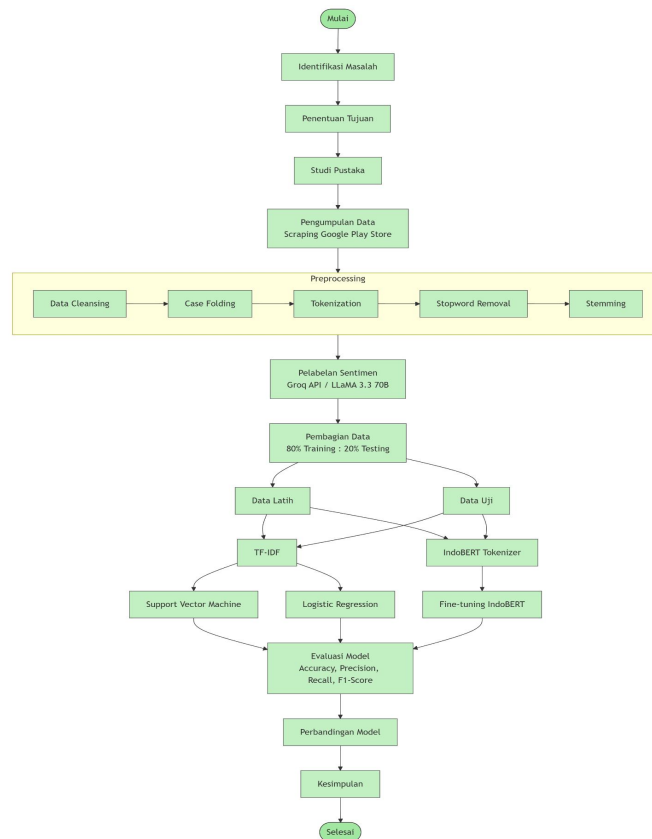 Mulai
Identifikasi Masalah
Penentuan Tujuan
Studi Pustaka
Pengumpulan Data
Scraping Google Play Store
Preprocessing
Data Cleansing
Case Folding
Tokenization
Stopword Removal
Stemming
Pelabelan Sentimen
Groq API / LLaMA 3.3 70B
Pembagian Data
80% Training : 20% Testing
Data Latih
Data Uji
TF-IDF
IndoBERT Tokenizer
Support Vector Machine
Logistic Regression
Fine-tuning IndoBERT
Evaluasi Model
Accuracy, Precision,
Recall, F1-Score
Perbandingan Model
Kesimpulan
Selesai